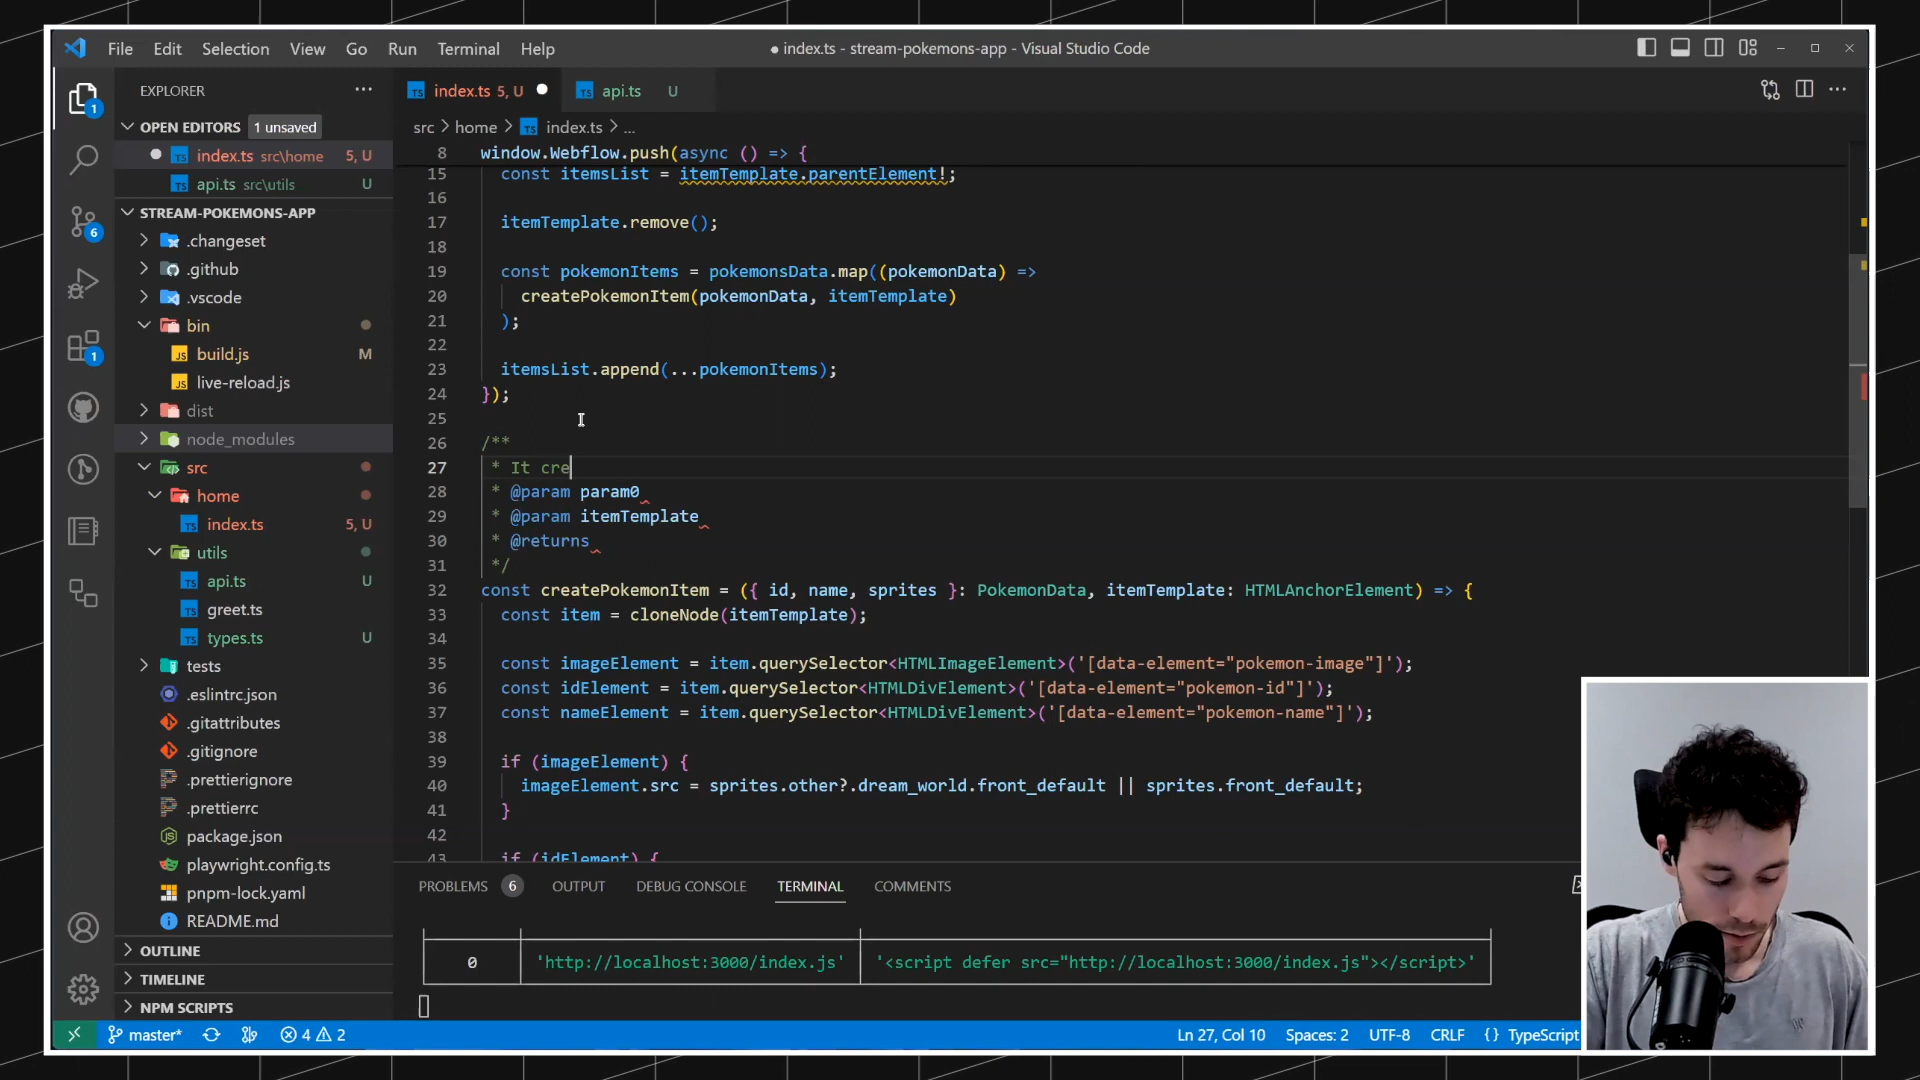 File Edit Selection View Go Run Terminal Help
● index.ts - stream-pokemons-app - Visual Studio Code
EXPLORER
OPEN EDITORS 1 unsaved
index.ts src\home 5, U
api.ts src\utils U
STREAM-POKEMONS-APP
.changeset
.github
.vscode
bin
build.js M
live-reload.js
dist
node_modules
src
home
index.ts 5, U
utils
api.ts U
greet.ts
types.ts U
tests
.eslintrc.json
.gitattributes
.gitignore
.prettierignore
.prettierrc
package.json
playwright.config.ts
pnpm-lock.yaml
README.md
OUTLINE
TIMELINE
NPM SCRIPTS
index.ts 5, U
api.ts U
src > home > index.ts > ...
8 window.Webflow.push(async () => {
15 const itemsList = itemTemplate.parentElement!;
16
17 itemTemplate.remove();
18
19 const pokemonItems = pokemonsData.map((pokemonData) =>
20 createPokemonItem(pokemonData, itemTemplate)
21 );
22
23 itemsList.append(...pokemonItems);
24 });
25
26 /**
27 * It cre
28 * @param param0
29 * @param itemTemplate
30 * @returns
31 */
32 const createPokemonItem = ({ id, name, sprites }: PokemonData, itemTemplate: HTMLAnchorElement) => {
33 const item = cloneNode(itemTemplate);
34
35 const imageElement = item.querySelector<HTMLImageElement>('[data-element="pokemon-image"]');
36 const idElement = item.querySelector<HTMLDivElement>('[data-element="pokemon-id"]');
37 const nameElement = item.querySelector<HTMLDivElement>('[data-element="pokemon-name"]');
38
39 if (imageElement) {
40 imageElement.src = sprites.other?.dream_world.front_default || sprites.front_default;
41 }
42
43 if (idElement) {
PROBLEMS 6 OUTPUT DEBUG CONSOLE TERMINAL COMMENTS
0 'http://localhost:3000/index.js' '<script defer src="http://localhost:3000/index.js"></script>'
master* 4 2
Ln 27, Col 10 Spaces: 2 UTF-8 CRLF {} TypeScript
1
6
1